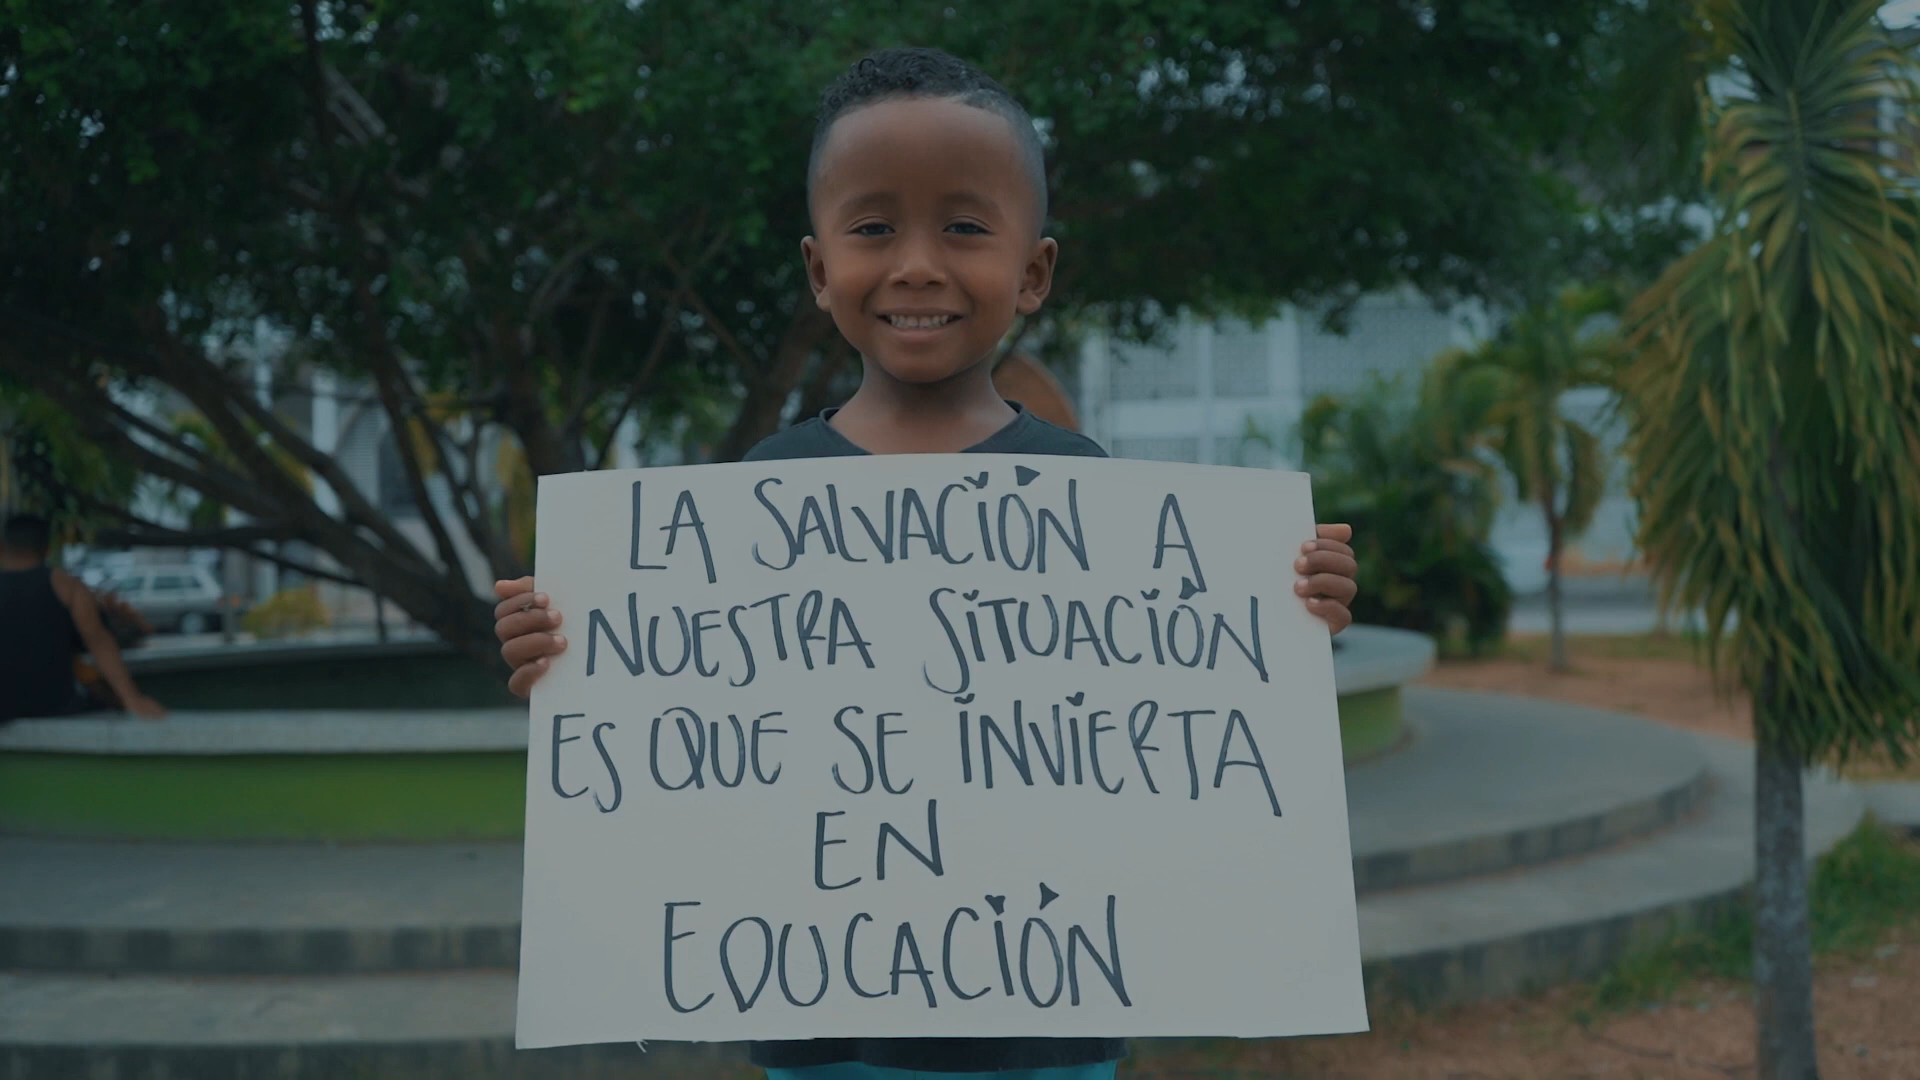 LA SALVACIÓN A
NUESTRA SITUACIÓN
ES QUE SE INVIERTA
EN
EDUCACIÓN